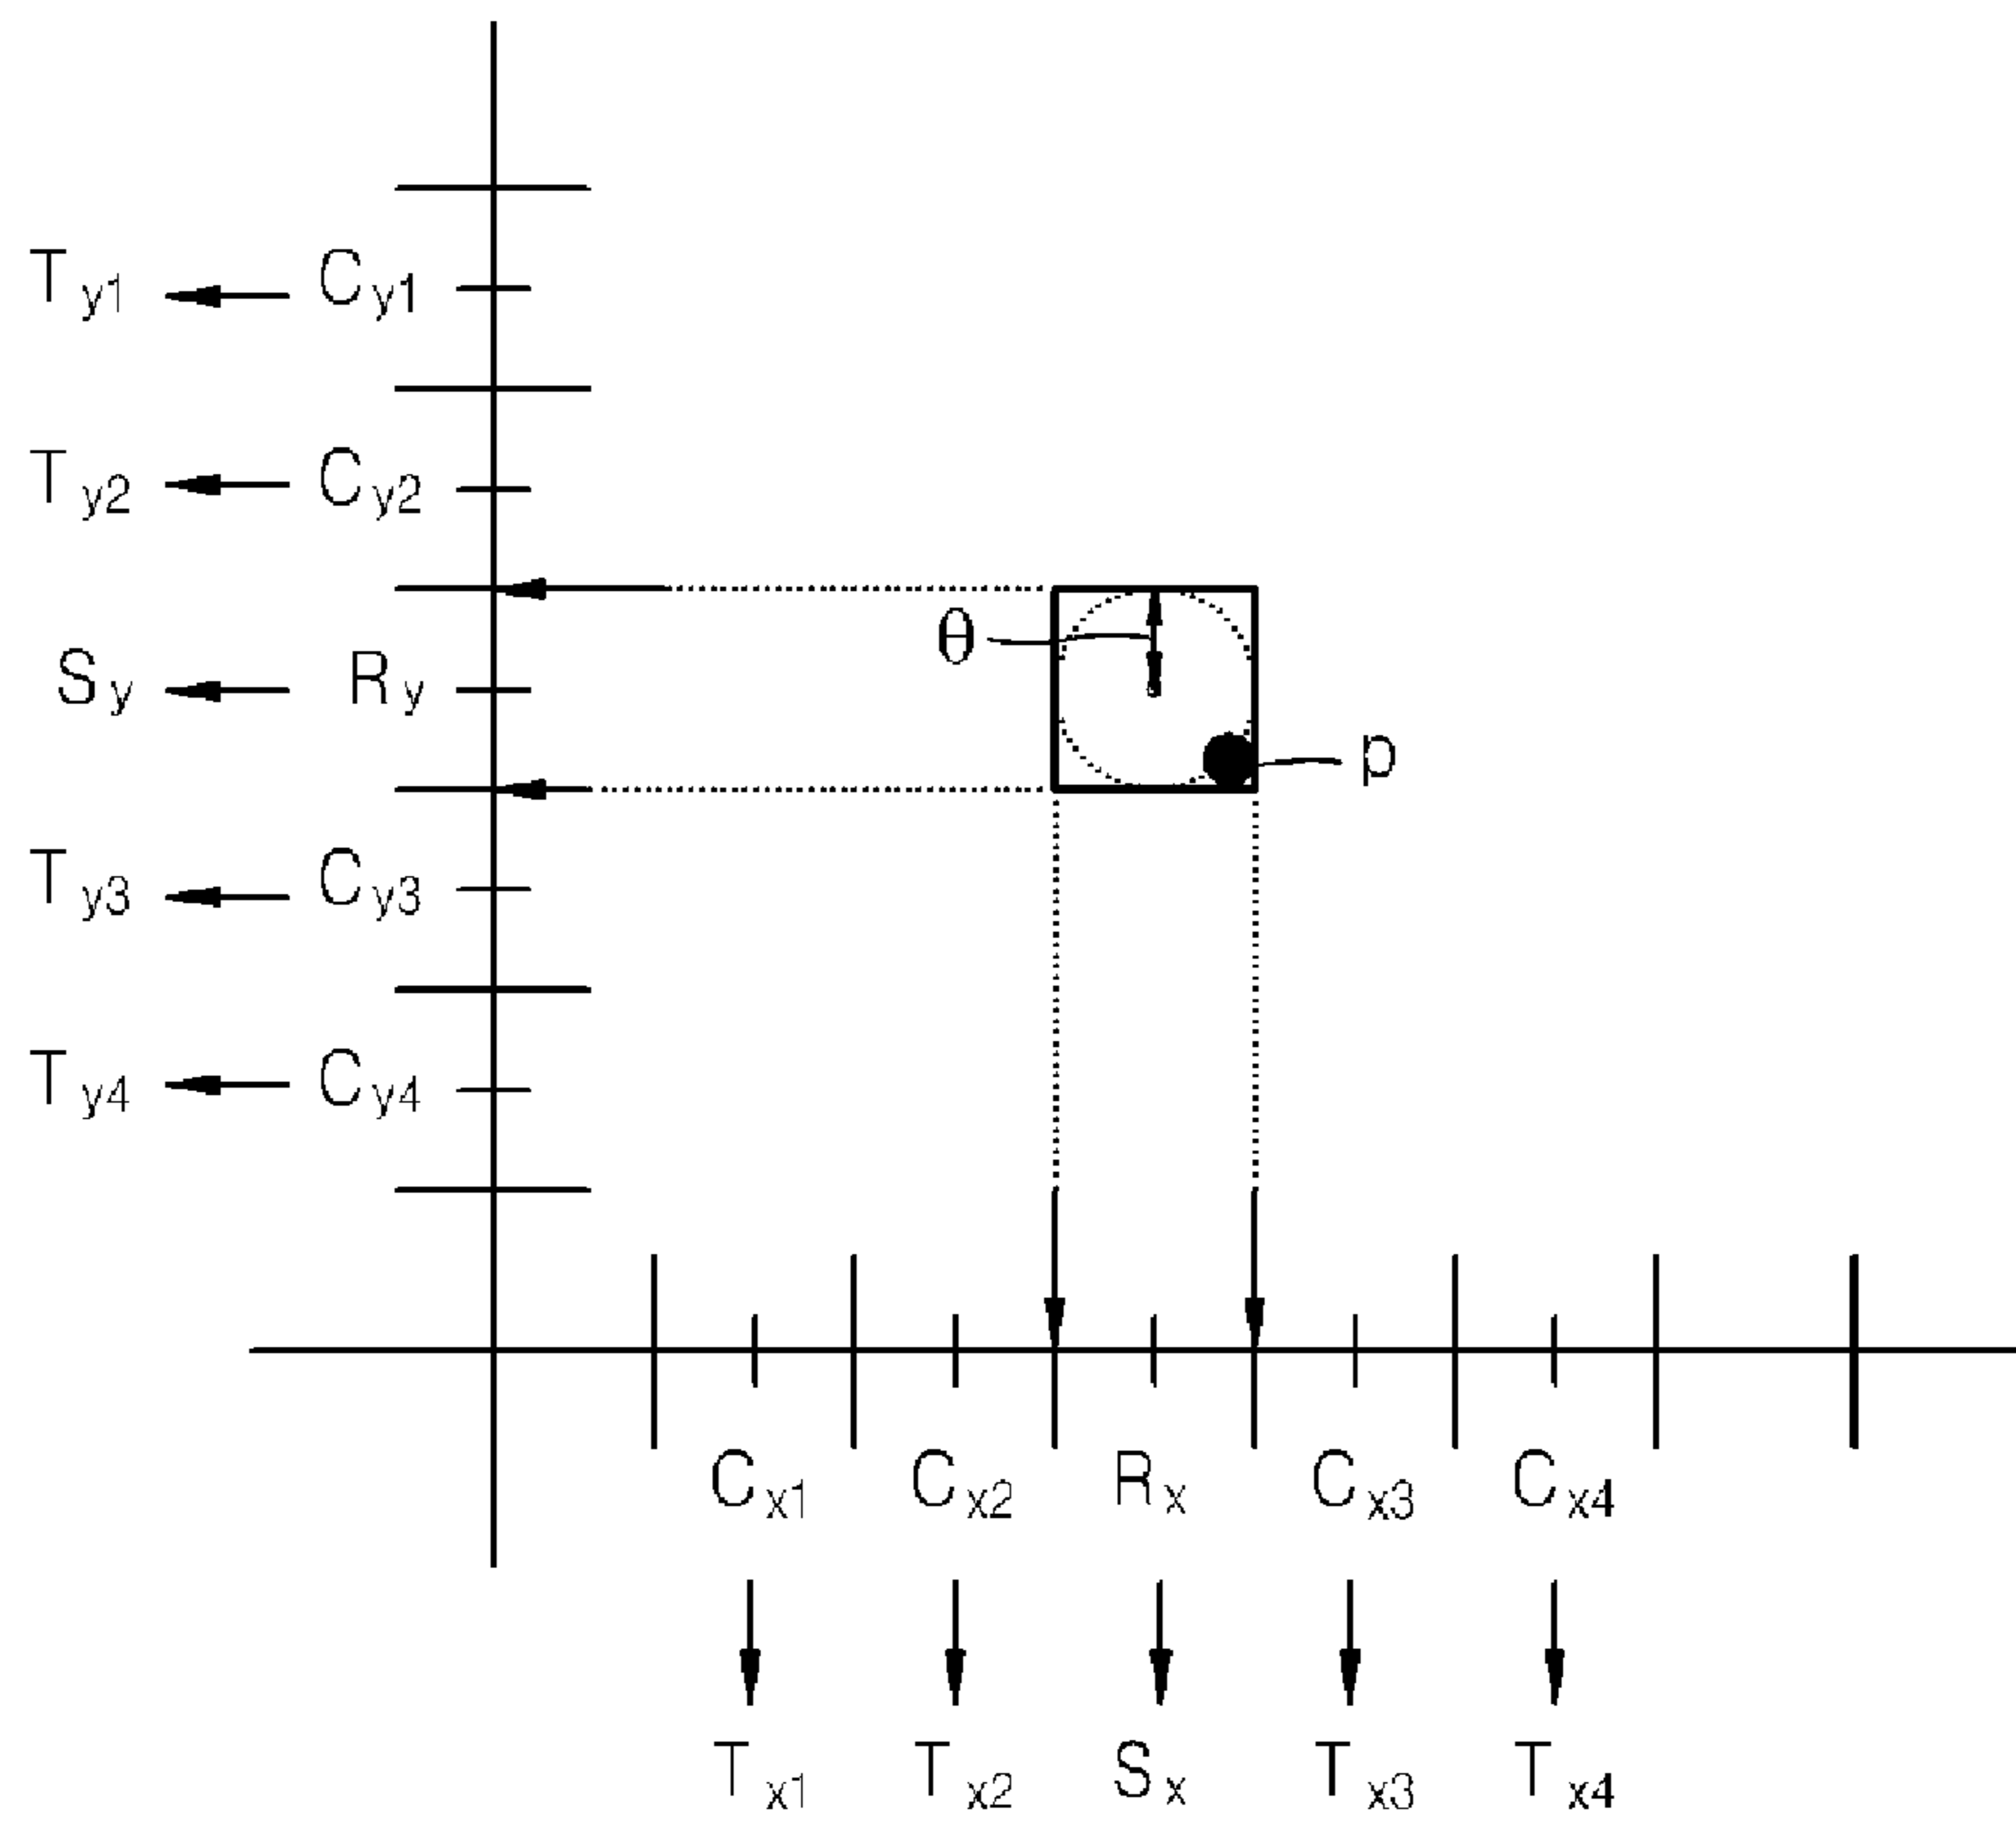 Ty1 Cy1
Ty2 Cy2
θ
Sy Ry
p
Ty3 Cy3
Ty4 Cy4
Cx1 Cx2 Rx Cx3 Cx4
Tx1 Tx2 Sx Tx3 Tx4